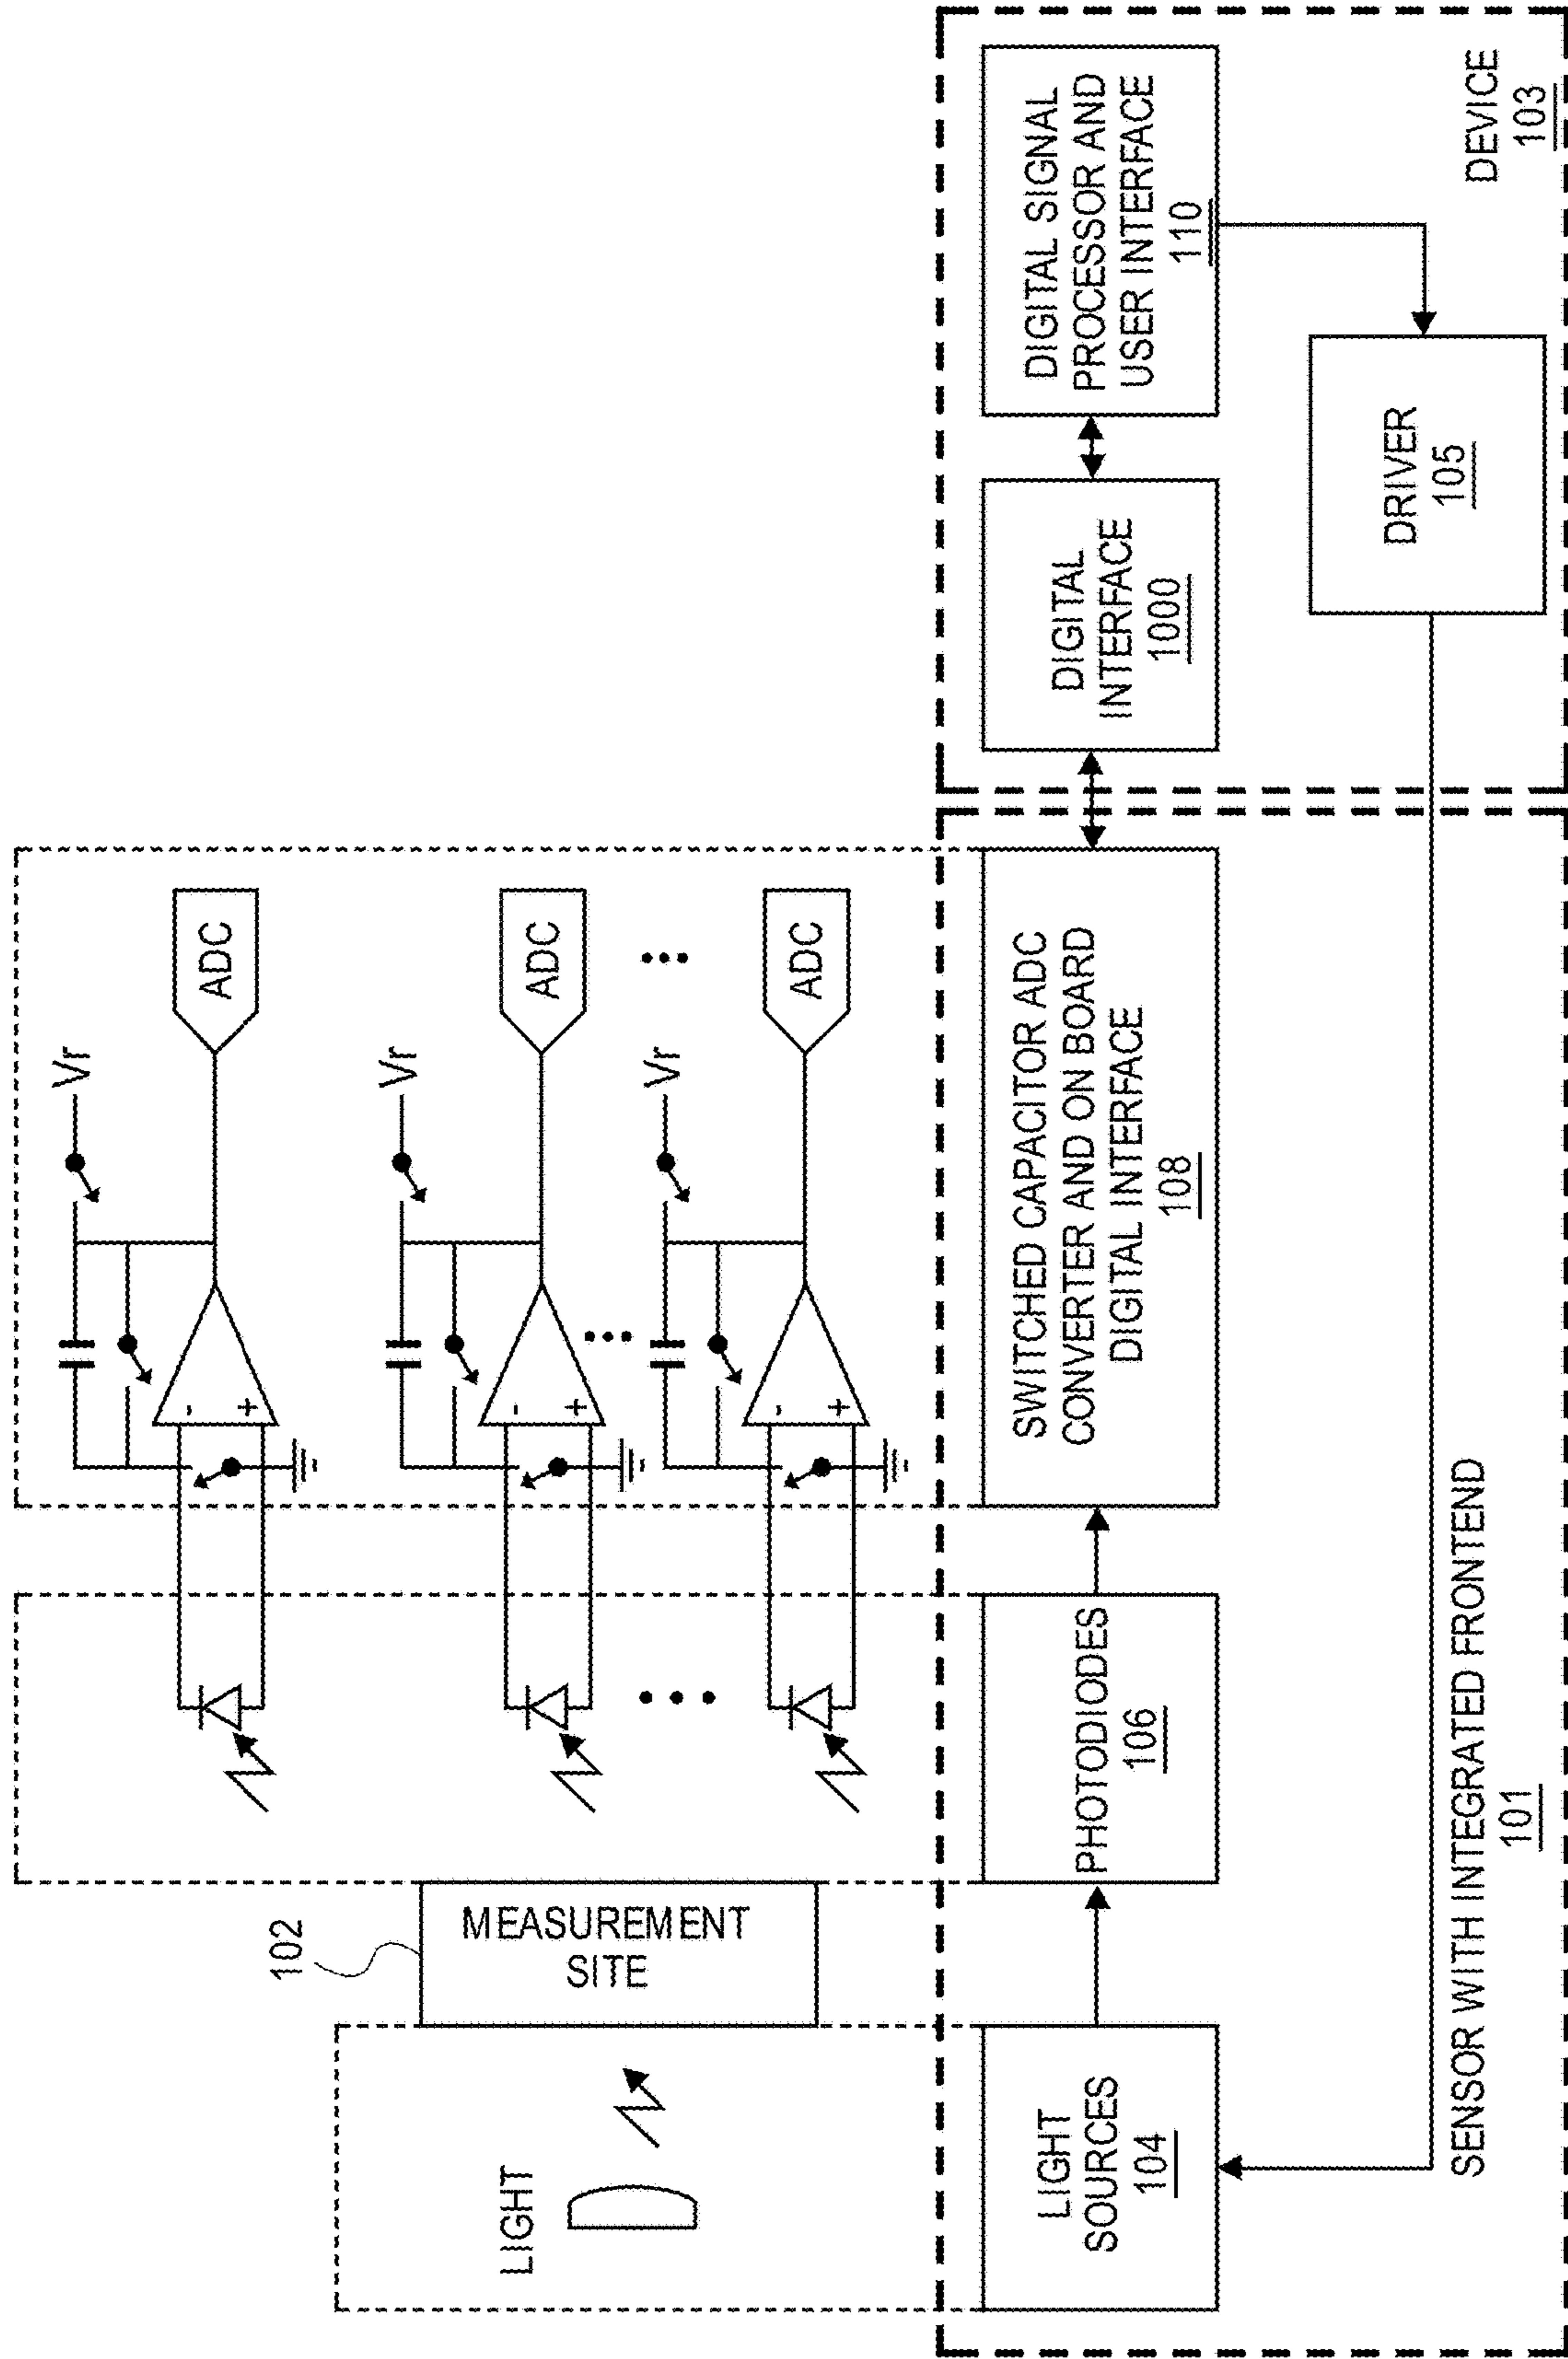 Vr
ADC
-
+
Vr
ADC
-
+
Vr
ADC
-
+
102
LIGHT
MEASUREMENT
SITE
LIGHT
SOURCES
104
PHOTODIODES
106
SWITCHED CAPACITOR ADC
CONVERTER AND ON BOARD
DIGITAL INTERFACE
108
DIGITAL
INTERFACE
1000
DIGITAL SIGNAL
PROCESSOR AND
USER INTERFACE
110
DRIVER
105
SENSOR WITH INTEGRATED FRONTEND
101
DEVICE
103